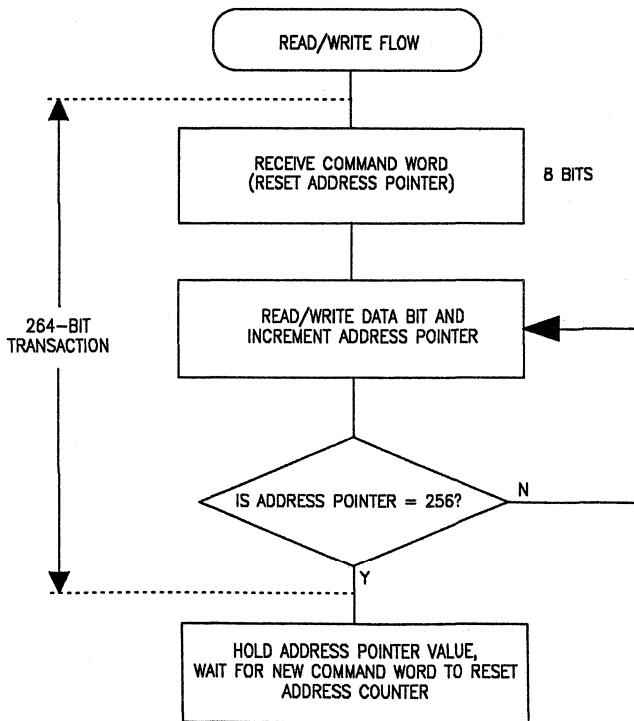 READ/WRITE FLOW
RECEIVE COMMAND WORD
(RESET ADDRESS POINTER)
8 BITS
264-BIT
TRANSACTION
READ/WRITE DATA BIT AND
INCREMENT ADDRESS POINTER
IS ADDRESS POINTER = 256?
N
Y
HOLD ADDRESS POINTER VALUE,
WAIT FOR NEW COMMAND WORD TO RESET
ADDRESS COUNTER